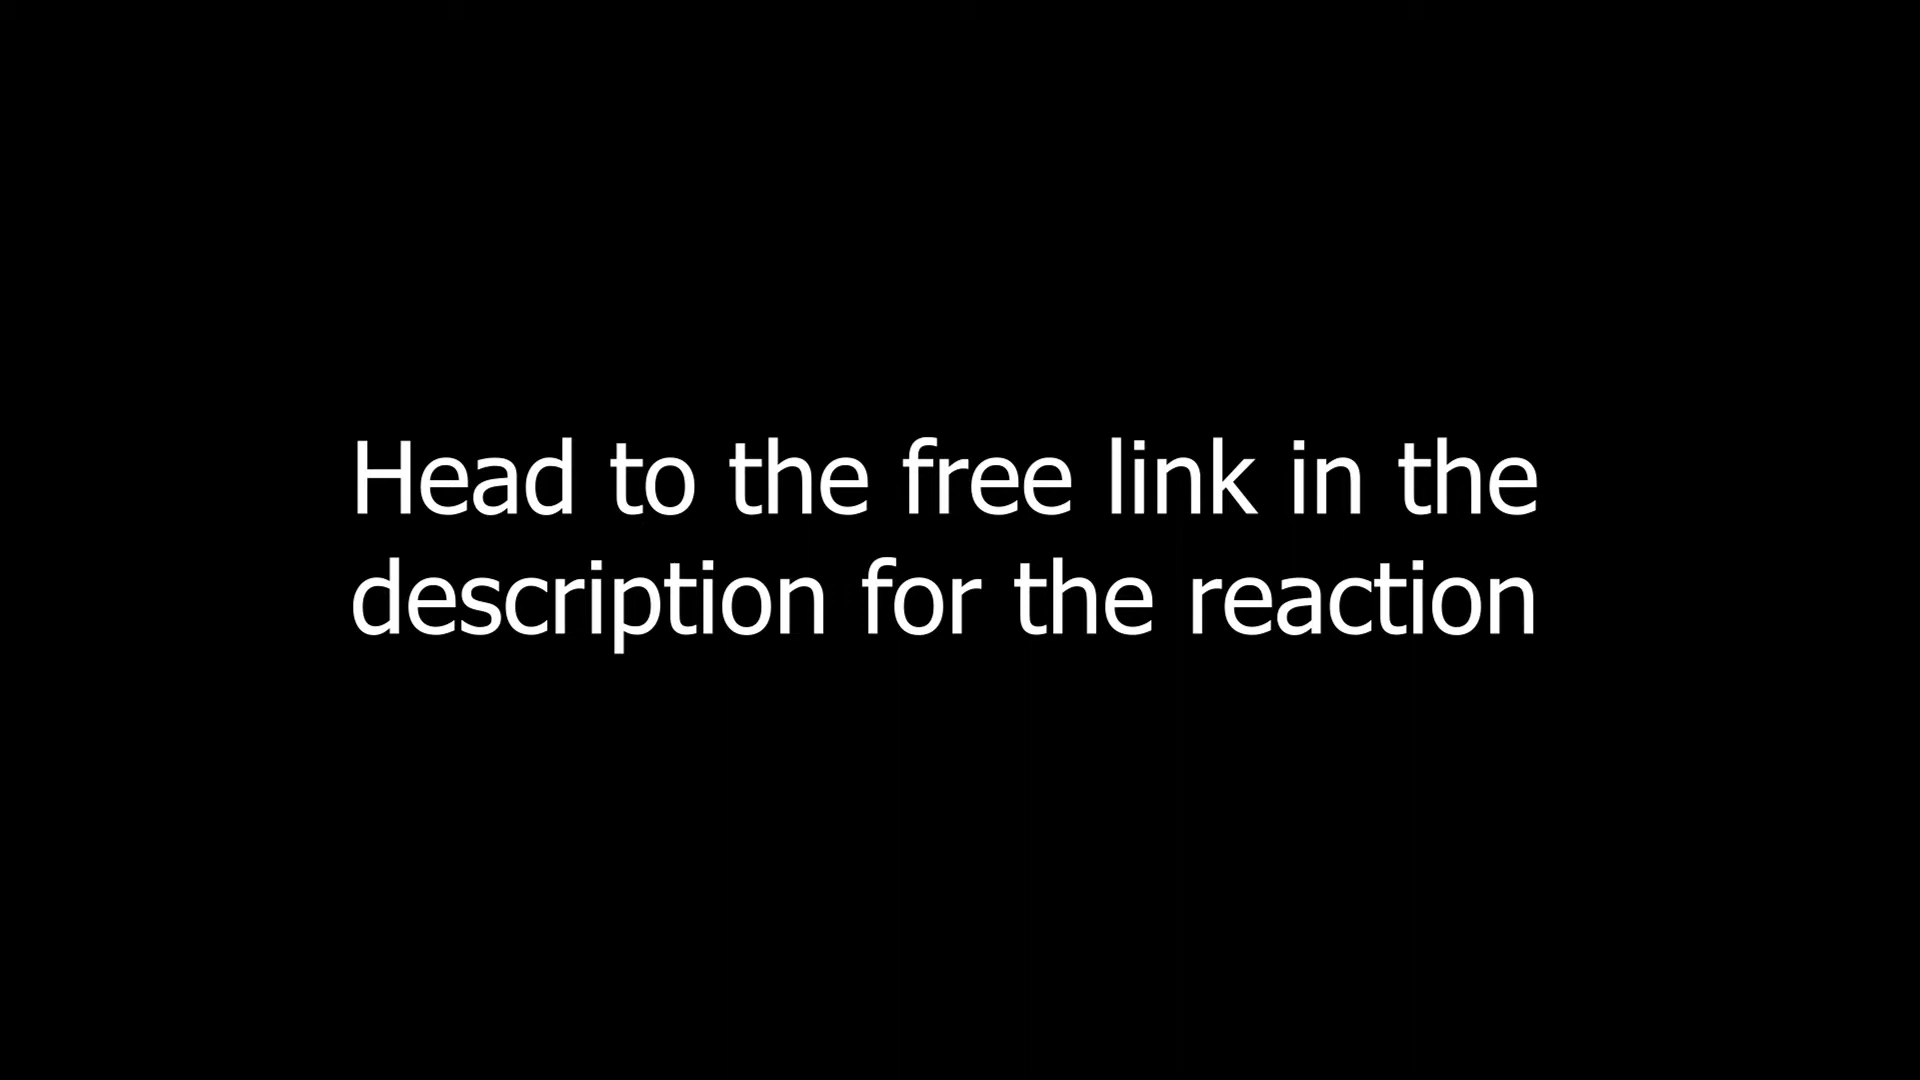 Head to the free link in the
description for the reaction